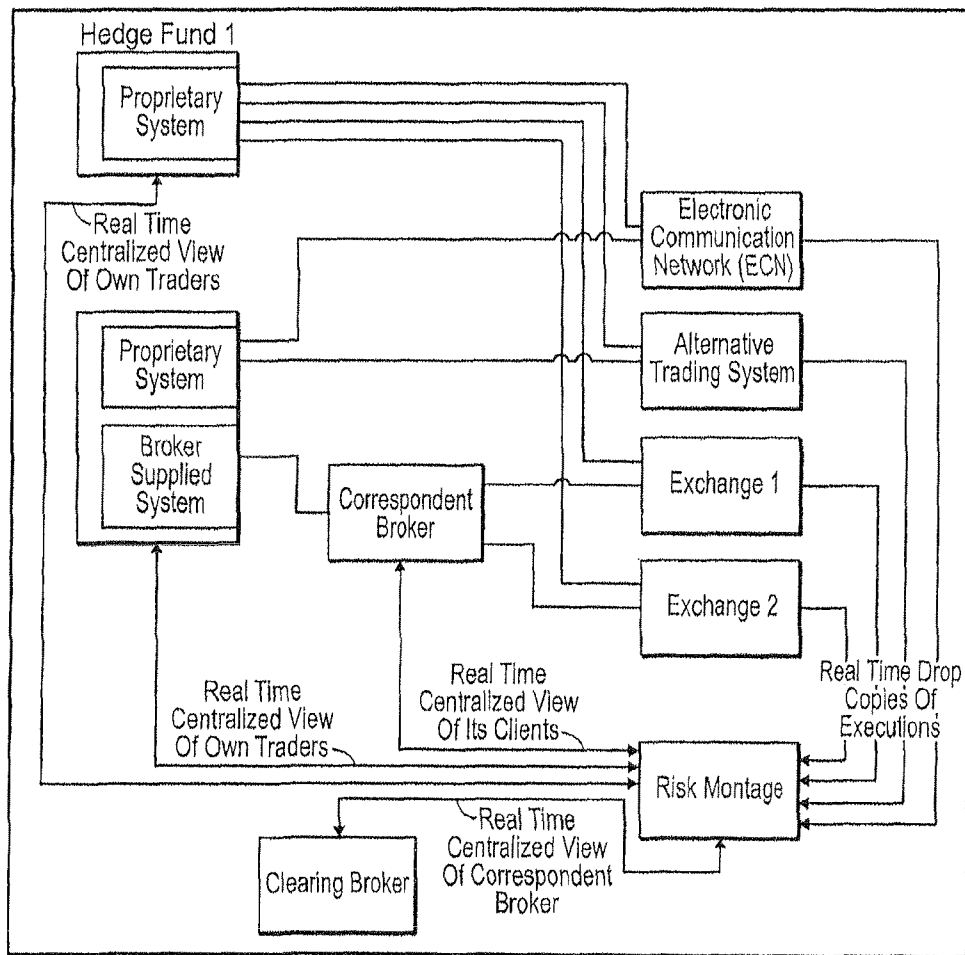 Hedge Fund 1
Proprietary
System
Real Time
Centralized View
Of Own Traders
Electronic
Communication
Network (ECN)
Proprietary
System
Alternative
Trading System
Broker
Supplied
System
Correspondent
Broker
Exchange 1
Exchange 2
Real Time
Centralized View
Of Own Traders
Real Time
Centralized View
Of Its Clients
Real Time Drop
Copies Of
Executions
Risk Montage
Real Time
Centralized View
Of Correspondent
Broker
Clearing Broker